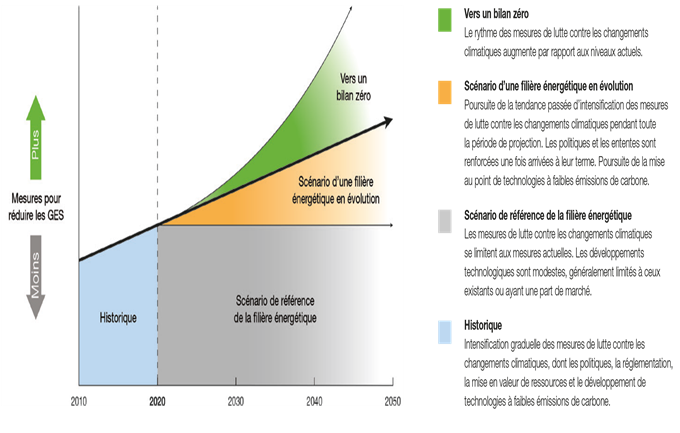 Vers un
bilan zéro
Plus
Scénario d'une filière
énergétique en évolution
Mesures pour
réduire les GES
Moins
Historique
Scénario de référence
de la filière énergétique
2010
2020
2030
2040
2050
Vers un bilan zéro
Le rythme des mesures de lutte contre les changements
climatiques augmente par rapport aux niveaux actuels.
Scénario d'une filière énergétique en évolution
Poursuite de la tendance passée d'intensification des mesures
de lutte contre les changements climatiques pendant toute
la période de projection. Les politiques et les ententes sont
renforcées une fois arrivées à leur terme. Poursuite de la mise
au point de technologies à faibles émissions de carbone.
Scénario de référence de la filière énergétique
Les mesures de lutte contre les changements climatiques
se limitent aux mesures actuelles. Les développements
technologiques sont modestes, généralement limités à ceux
existants ou ayant une part de marché.
Historique
Intensification graduelle des mesures de lutte contre les
changements climatiques, dont les politiques, la réglementation,
la mise en valeur de ressources et le développement de
technologies à faibles émissions de carbone.